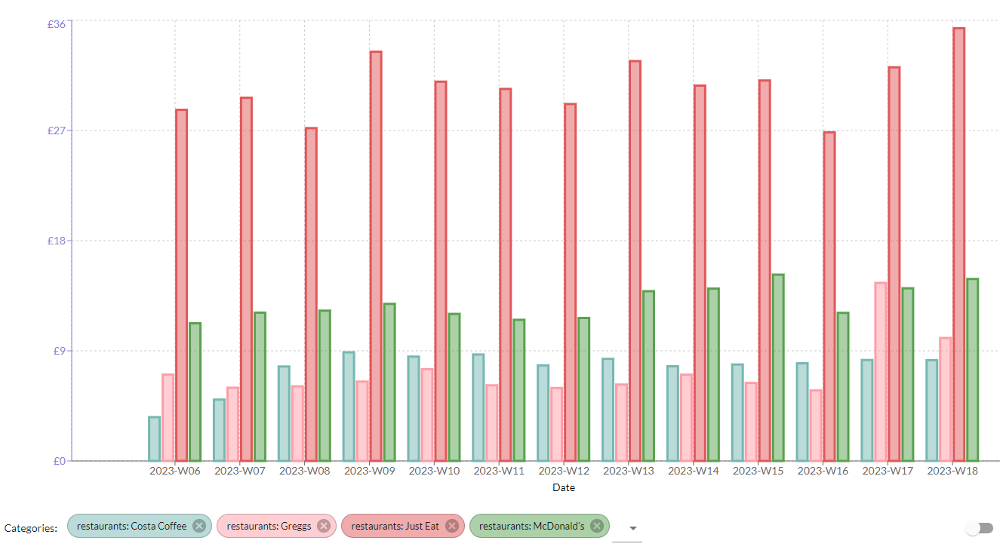 £36
£27
£18
£9
£0
2023-W06 2023-W07 2023-W08 2023-W09 2023-W10 2023-W11 2023-W12 2023-W13 2023-W14 2023-W15 2023-W16 2023-W17 2023-W18
Date
Categories: restaurants: Costa Coffee restaurants: Greggs restaurants: Just Eat restaurants: McDonald's